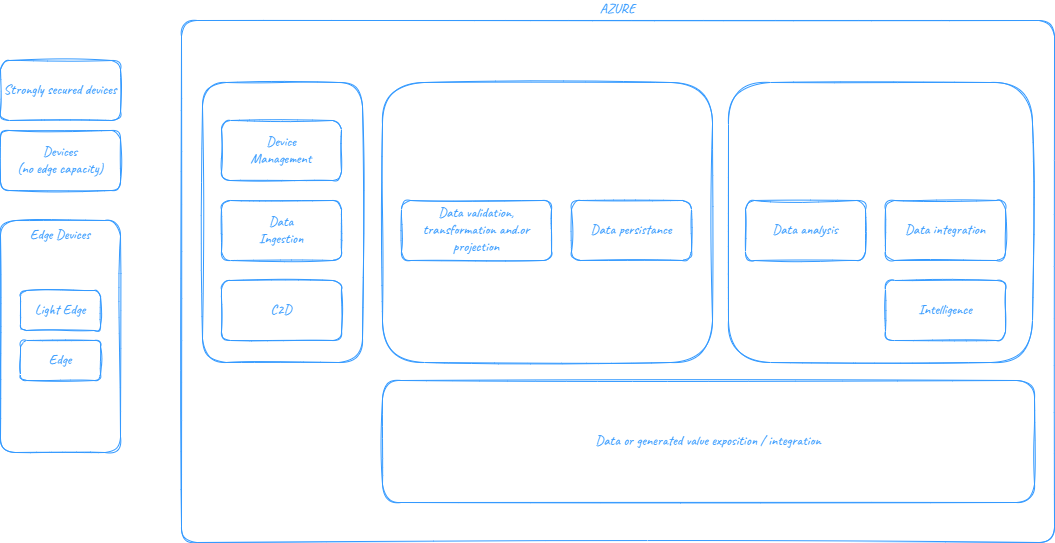 AZURE
Strongly secured devices
Devices
(no edge capacity)
Edge Devices
Light Edge
Edge
Device
Management
Data
Ingestion
C2D
Data validation,
transformation and.or
projection
Data persistance
Data analysis
Data integration
Intelligence
Data or generated value exposition / integration